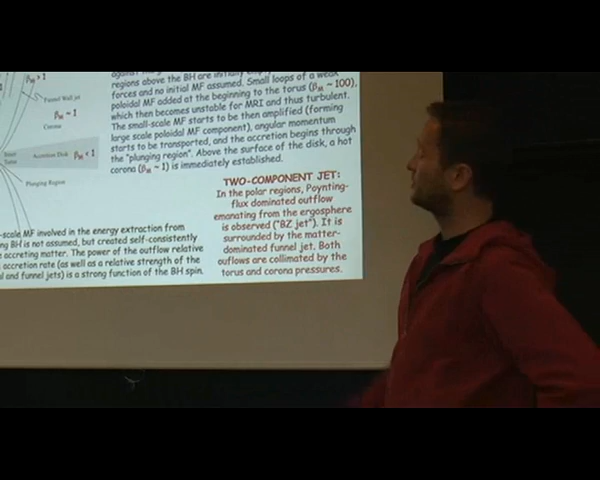 regions above the BH are initially
forces and no initial MF assumed. Small loops of a weak
poloidal MF added at the beginning to the torus (βM ~ 100),
which then becomes unstable for MRI and thus turbulent.
The small-scale MF starts to be then amplified (forming
large scale poloidal MF component), angular momentum
starts to be transported, and the accretion begins through
the "plunging region". Above the surface of the disk, a hot
corona (βM ~ 1) is immediately established.
βM > 1
Funnel Wall jet
βM ~ 1
Corona
Inner
Torus
Accretion Disk βM < 1
Plunging Region
TWO-COMPONENT JET:
In the polar regions, Poynting-
flux dominated outflow
emanating from the ergosphere
is observed ("BZ jet"). It is
surrounded by the matter-
dominated funnel jet. Both
outflows are collimated by the
torus and corona pressures.
-scale MF involved in the energy extraction from
ng BH is not assumed, but created self-consistently
e accreting matter. The power of the outflow relative
accretion rate (as well as a relative strength of the
l and funnel jets) is a strong function of the BH spin.